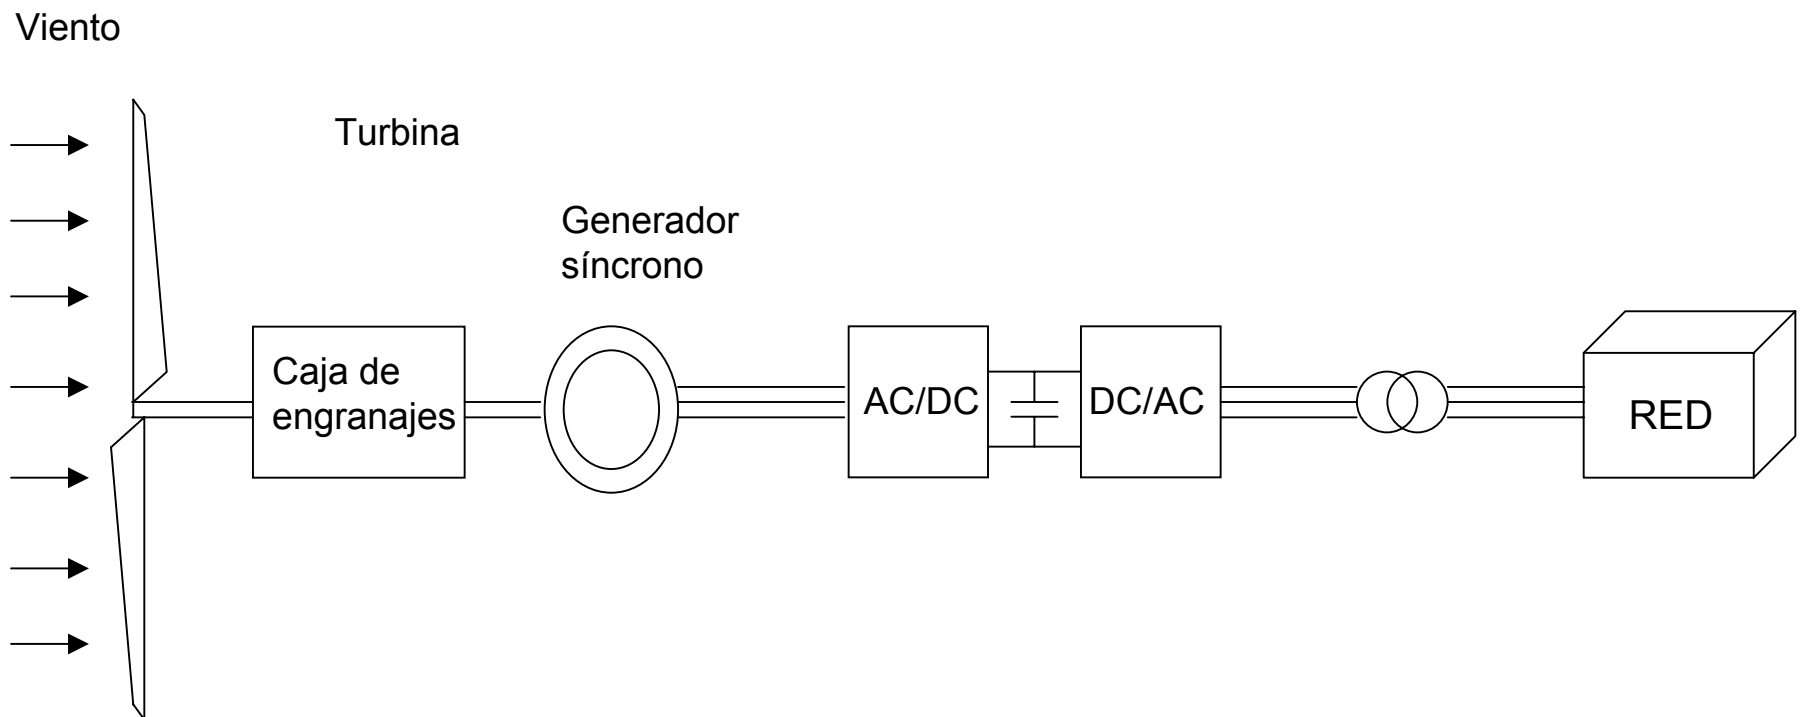 Viento
Turbina
Generador
síncrono
Caja de
engranajes
AC/DC
DC/AC
RED